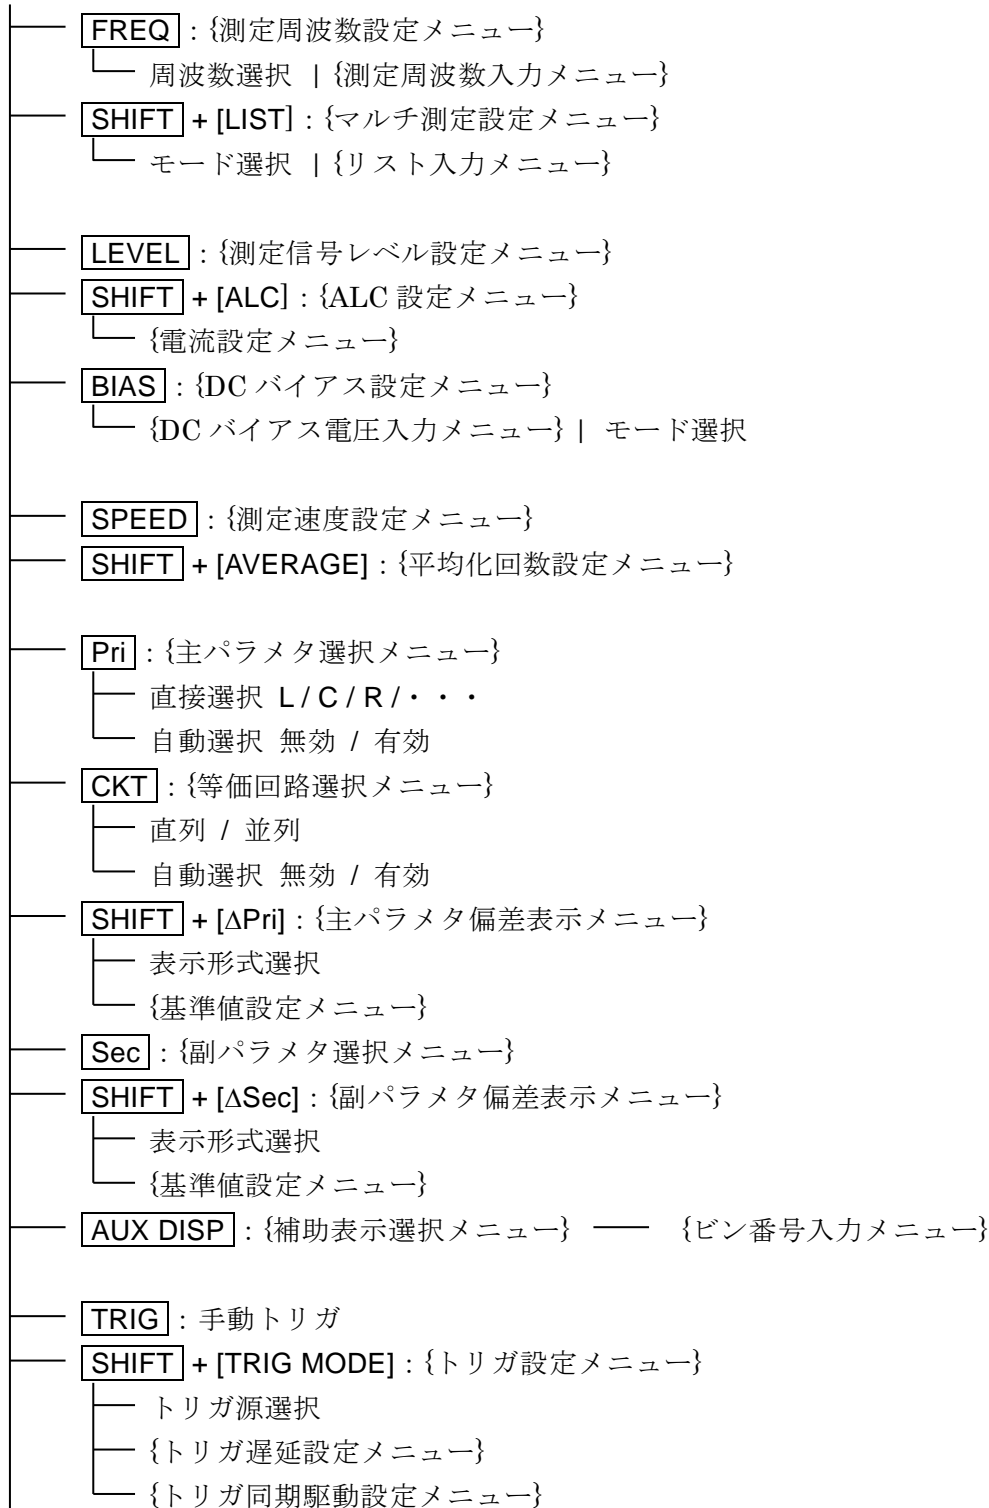 FREQ : {測定周波数設定メニュー}
周波数選択 | {測定周波数入力メニュー}
SHIFT + [LIST] : {マルチ測定設定メニュー}
モード選択 | {リスト入力メニュー}
LEVEL : {測定信号レベル設定メニュー}
SHIFT + [ALC] : {ALC 設定メニュー}
{電流設定メニュー}
BIAS : {DC バイアス設定メニュー}
{DC バイアス電圧入力メニュー} | モード選択
SPEED : {測定速度設定メニュー}
SHIFT + [AVERAGE] : {平均化回数設定メニュー}
Pri : {主パラメタ選択メニュー}
直接選択 L / C / R /・・・
自動選択 無効 / 有効
CKT : {等価回路選択メニュー}
直列 / 並列
自動選択 無効 / 有効
SHIFT + [ΔPri] : {主パラメタ偏差表示メニュー}
表示形式選択
{基準値設定メニュー}
Sec : {副パラメタ選択メニュー}
SHIFT + [ΔSec] : {副パラメタ偏差表示メニュー}
表示形式選択
{基準値設定メニュー}
AUX DISP : {補助表示選択メニュー} {ビン番号入力メニュー}
TRIG : 手動トリガ
SHIFT + [TRIG MODE] : {トリガ設定メニュー}
トリガ源選択
{トリガ遅延設定メニュー}
{トリガ同期駆動設定メニュー}